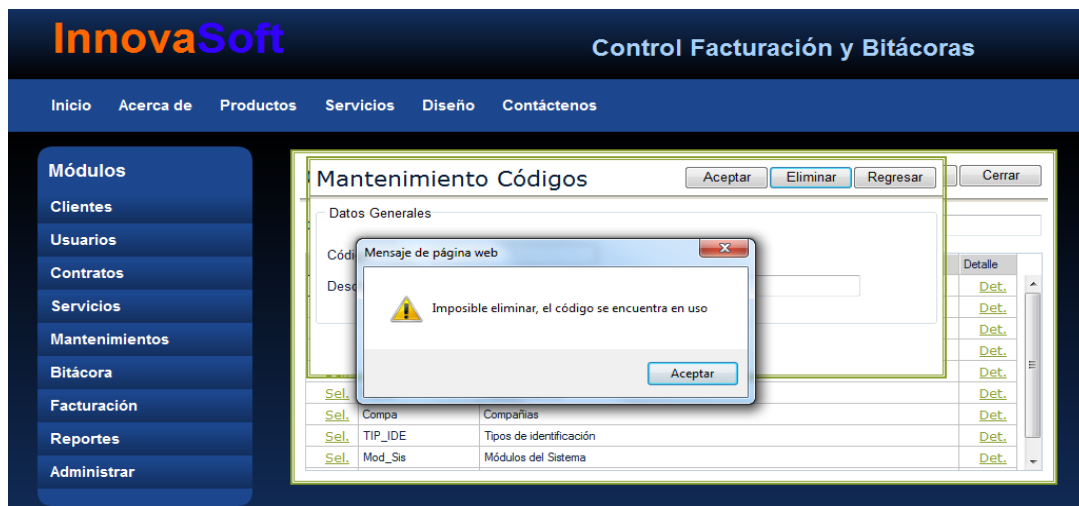 InnovaSoft
Control Facturación y Bitácoras
Inicio Acerca de Productos Servicios Diseño Contáctenos
Módulos
Clientes
Usuarios
Contratos
Servicios
Mantenimientos
Bitácora
Facturación
Reportes
Administrar
Mantenimiento Códigos
Aceptar Eliminar Regresar Cerrar
Datos Generales
Códi
Desc
Mensaje de página web
Imposible eliminar, el código se encuentra en uso
Aceptar
Detalle
Det.
Det.
Det.
Det.
Det.
Sel. Det.
Sel. Compa Compañias Det.
Sel. TIP_IDE Tipos de identificación Det.
Sel. Mod_Sis Módulos del Sistema Det.